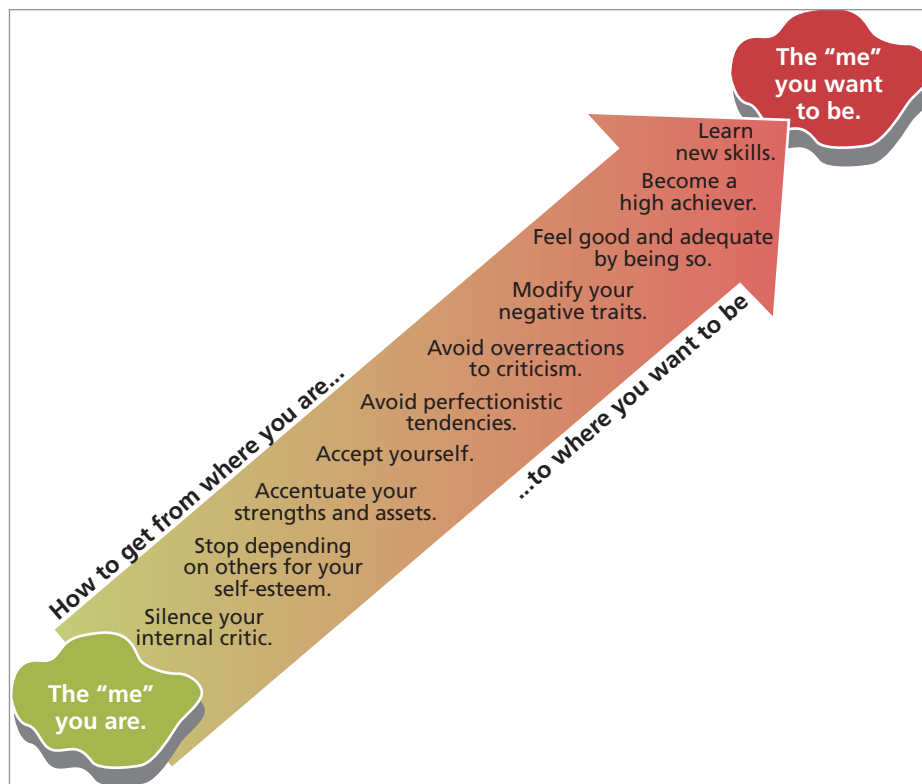 The “me”
you want
to be.
Learn
new skills.
Become a
high achiever.
Feel good and adequate
by being so.
Modify your
negative traits.
Avoid overreactions
to criticism.
Avoid perfectionistic
tendencies.
Accept yourself.
Accentuate your
strengths and assets.
Stop depending
on others for your
self-esteem.
Silence your
internal critic.
How to get from where you are...
...to where you want to be
The “me”
you are.